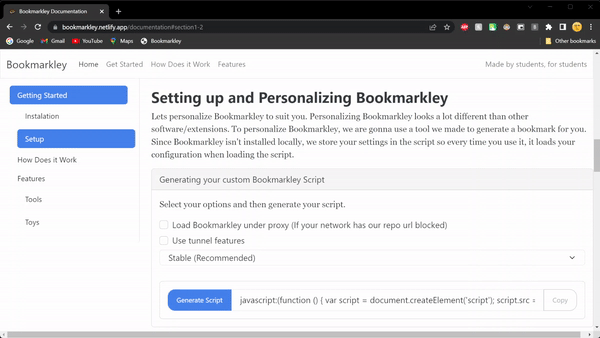 Bookmarkley Documentation
bookmarkley.netlify.app/documentation#section1-2
Google Gmail YouTube Maps Bookmarkley Other bookmarks
Bookmarkley Home Get Started How Does it Work Features Made by students, for students
Getting Started
Instalation
Setup
How Does it Work
Features
Tools
Toys
Setting up and Personalizing Bookmarkley
Lets personalize Bookmarkley to suit you. Personalizing Bookmarkley looks a lot different than other
software/extensions. To personalize Bookmarkley, we are gonna use a tool we made to generate a bookmark for you.
Since Bookmarkley isn't installed locally, we store your settings in the script so every time you use it, it loads your
configuration when loading the script.
Generating your custom Bookmarkley Script
Select your options and then generate your script.
Load Bookmarkley under proxy (If your network has our repo url blocked)
Use tunnel features
Stable (Recommended)
Generate Script javascript:(function () { var script = document.createElement('script'); script.src = Copy